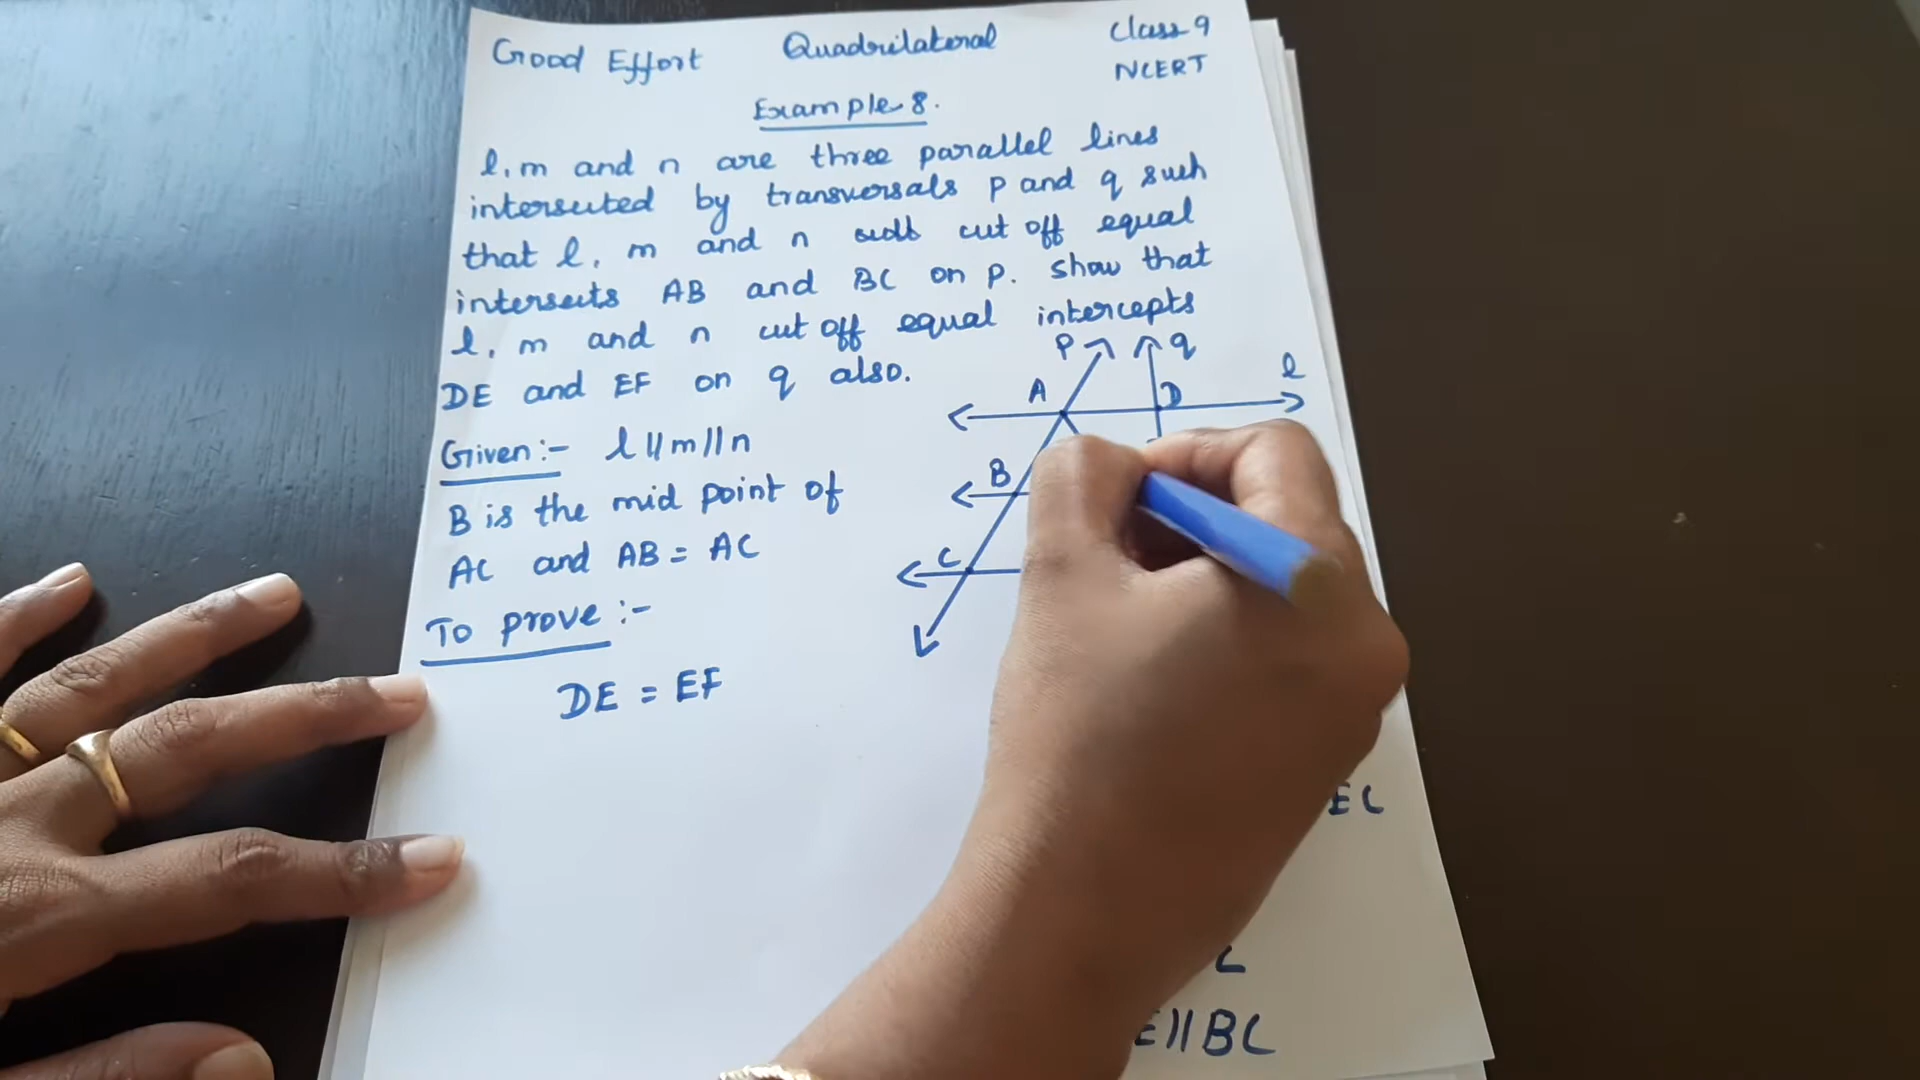 Good Effort Quadrilateral Class 9
NCERT
Example 8.
l, m and n are three parallel lines
intersected by transversals p and q such
that l, m and n cut off equal
intersects AB and BC on p. show that
l, m and n cut off equal intercepts
DE and EF on q also.
Given:- l || m // n
B is the mid point of
AC and AB = AC
To prove:-
DE = EF
P q
l
A D
B
C
EC
C
E || BC